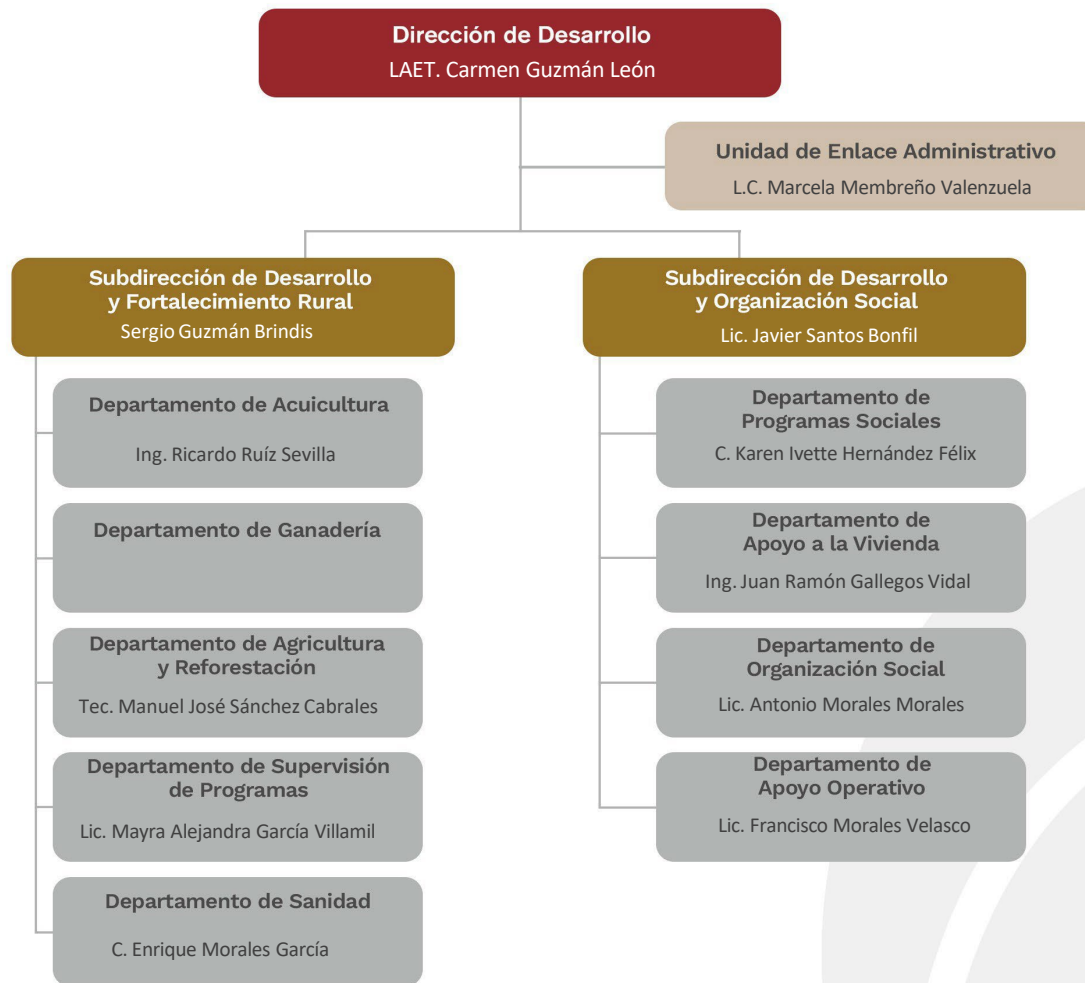 Dirección de Desarrollo
LAET. Carmen Guzmán León
Unidad de Enlace Administrativo
L.C. Marcela Membreño Valenzuela
Subdirección de Desarrollo
y Fortalecimiento Rural
Sergio Guzmán Brindis
Departamento de Acuicultura
Ing. Ricardo Ruíz Sevilla
Departamento de Ganadería
Departamento de Agricultura
y Reforestación
Tec. Manuel José Sánchez Cabrales
Departamento de Supervisión
de Programas
Lic. Mayra Alejandra García Villamil
Departamento de Sanidad
C. Enrique Morales García
Subdirección de Desarrollo
y Organización Social
Lic. Javier Santos Bonfil
Departamento de
Programas Sociales
C. Karen Ivette Hernández Félix
Departamento de
Apoyo a la Vivienda
Ing. Juan Ramón Gallegos Vidal
Departamento de
Organización Social
Lic. Antonio Morales Morales
Departamento de
Apoyo Operativo
Lic. Francisco Morales Velasco